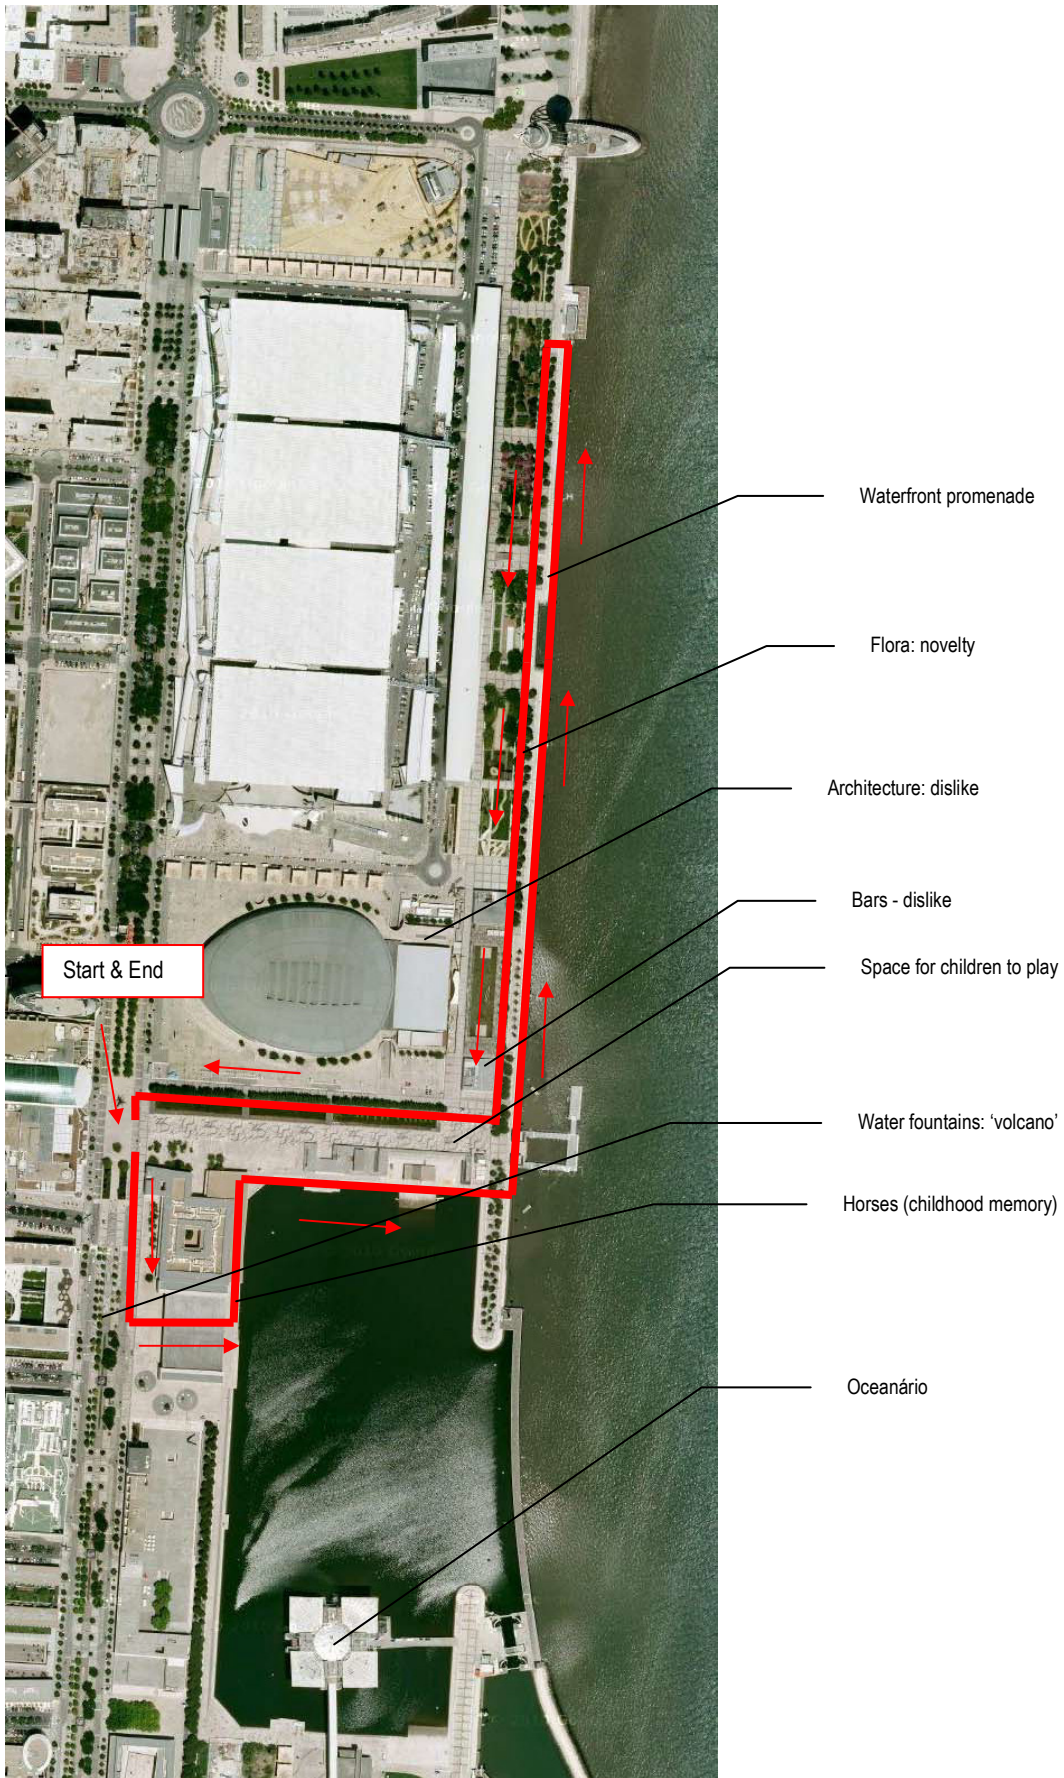 Waterfront promenade
Flora: novelty
Architecture: dislike
Bars - dislike
Start & End
Space for children to play
Water fountains: ‘volcano’
Horses (childhood memory)
Oceanário